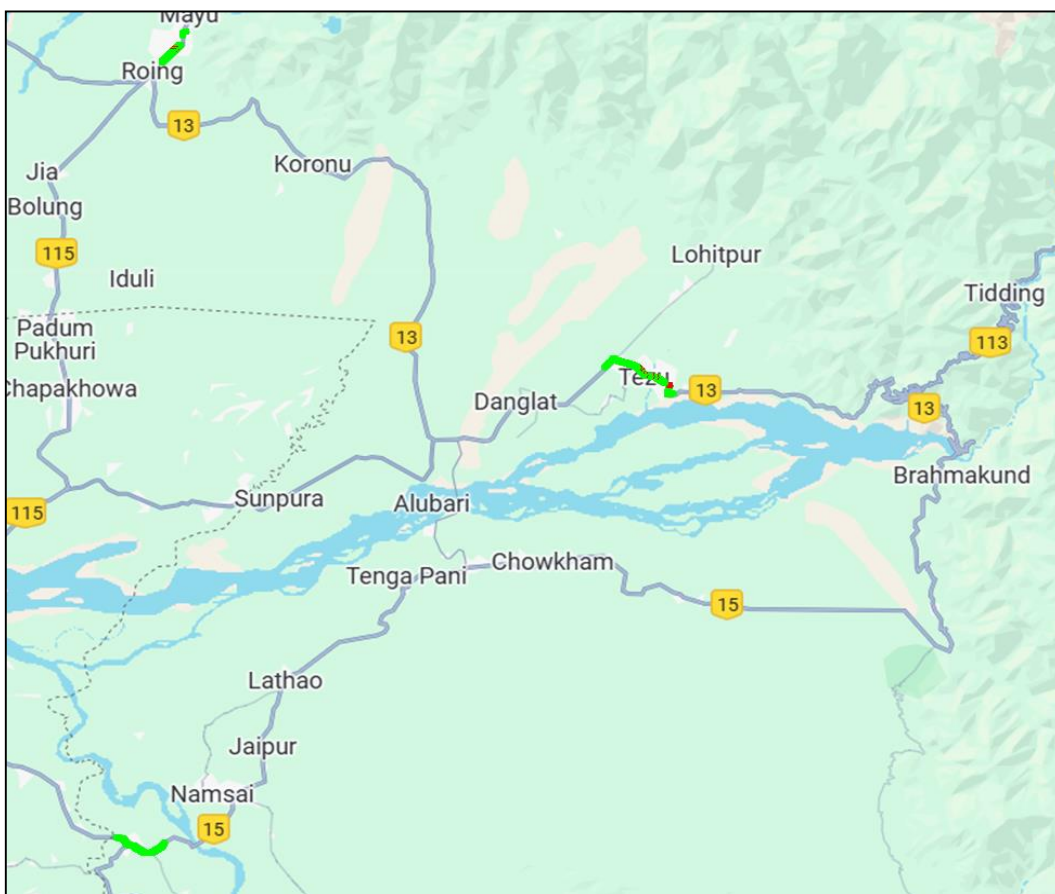 Mayu
Roing
13
Koronu
Jia
Bolung
115
Iduli
Lohitpur
Tidding
113
Padum
Pukhuri
13
Chapakhowa
Tezu
13
Danglat
13
Brahmakund
Sunpura
Alubari
115
Chowkham
Tenga Pani
15
Lathao
Jaipur
Namsai
15